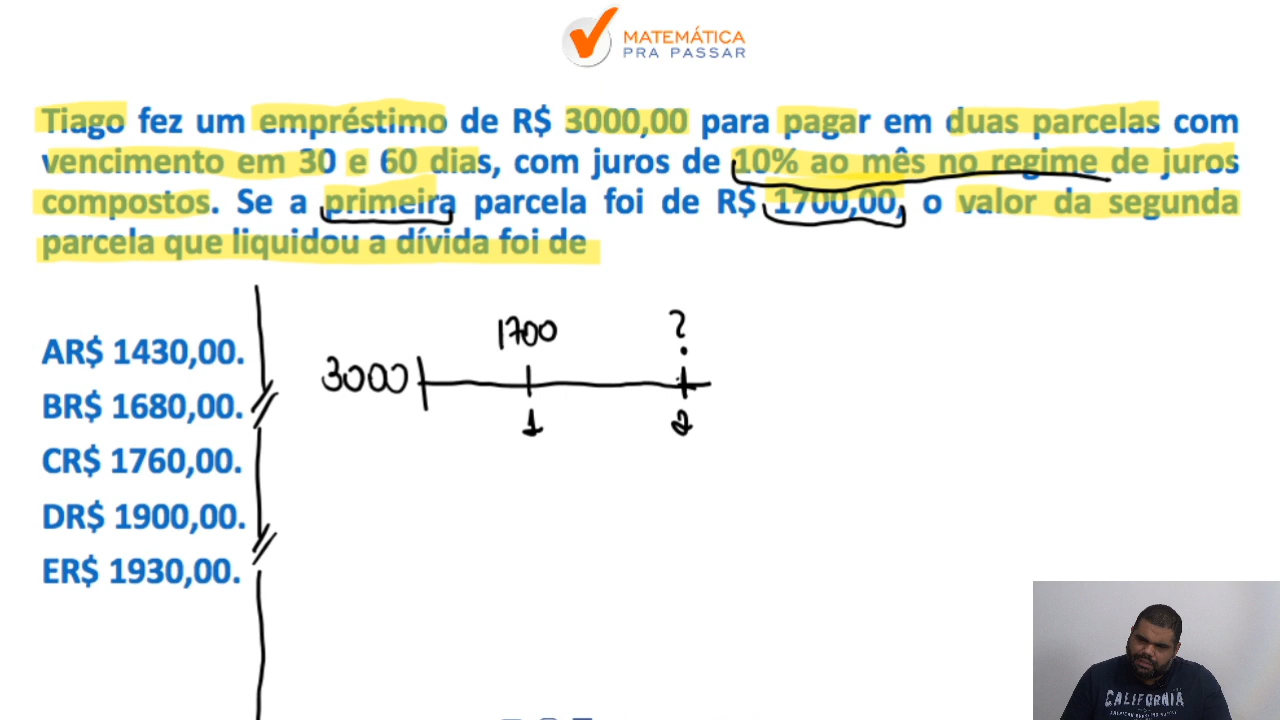 MATEMÁTICA
PRA PASSAR
Tiago fez um empréstimo de R$ 3000,00 para pagar em duas parcelas com
vencimento em 30 e 60 dias, com juros de 10% ao mês no regime de juros
compostos. Se a primeira parcela foi de R$ 1700,00, o valor da segunda
parcela que liquidou a dívida foi de
1700 ?
AR$ 1430,00.
3000
BR$ 1680,00.
1 2
CR$ 1760,00.
DR$ 1900,00.
ER$ 1930,00.
CALIFORNIA